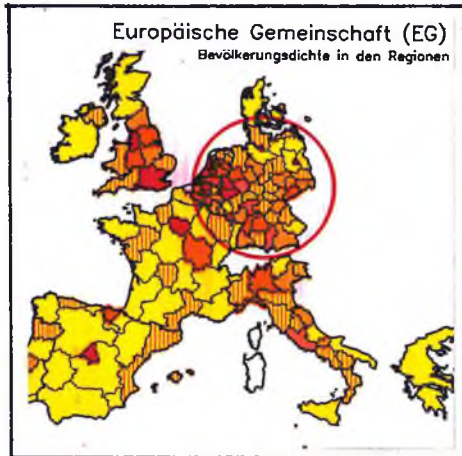 Europäische Gemeinschaft (EG)
Bevölkerungsdichte in den Regionen